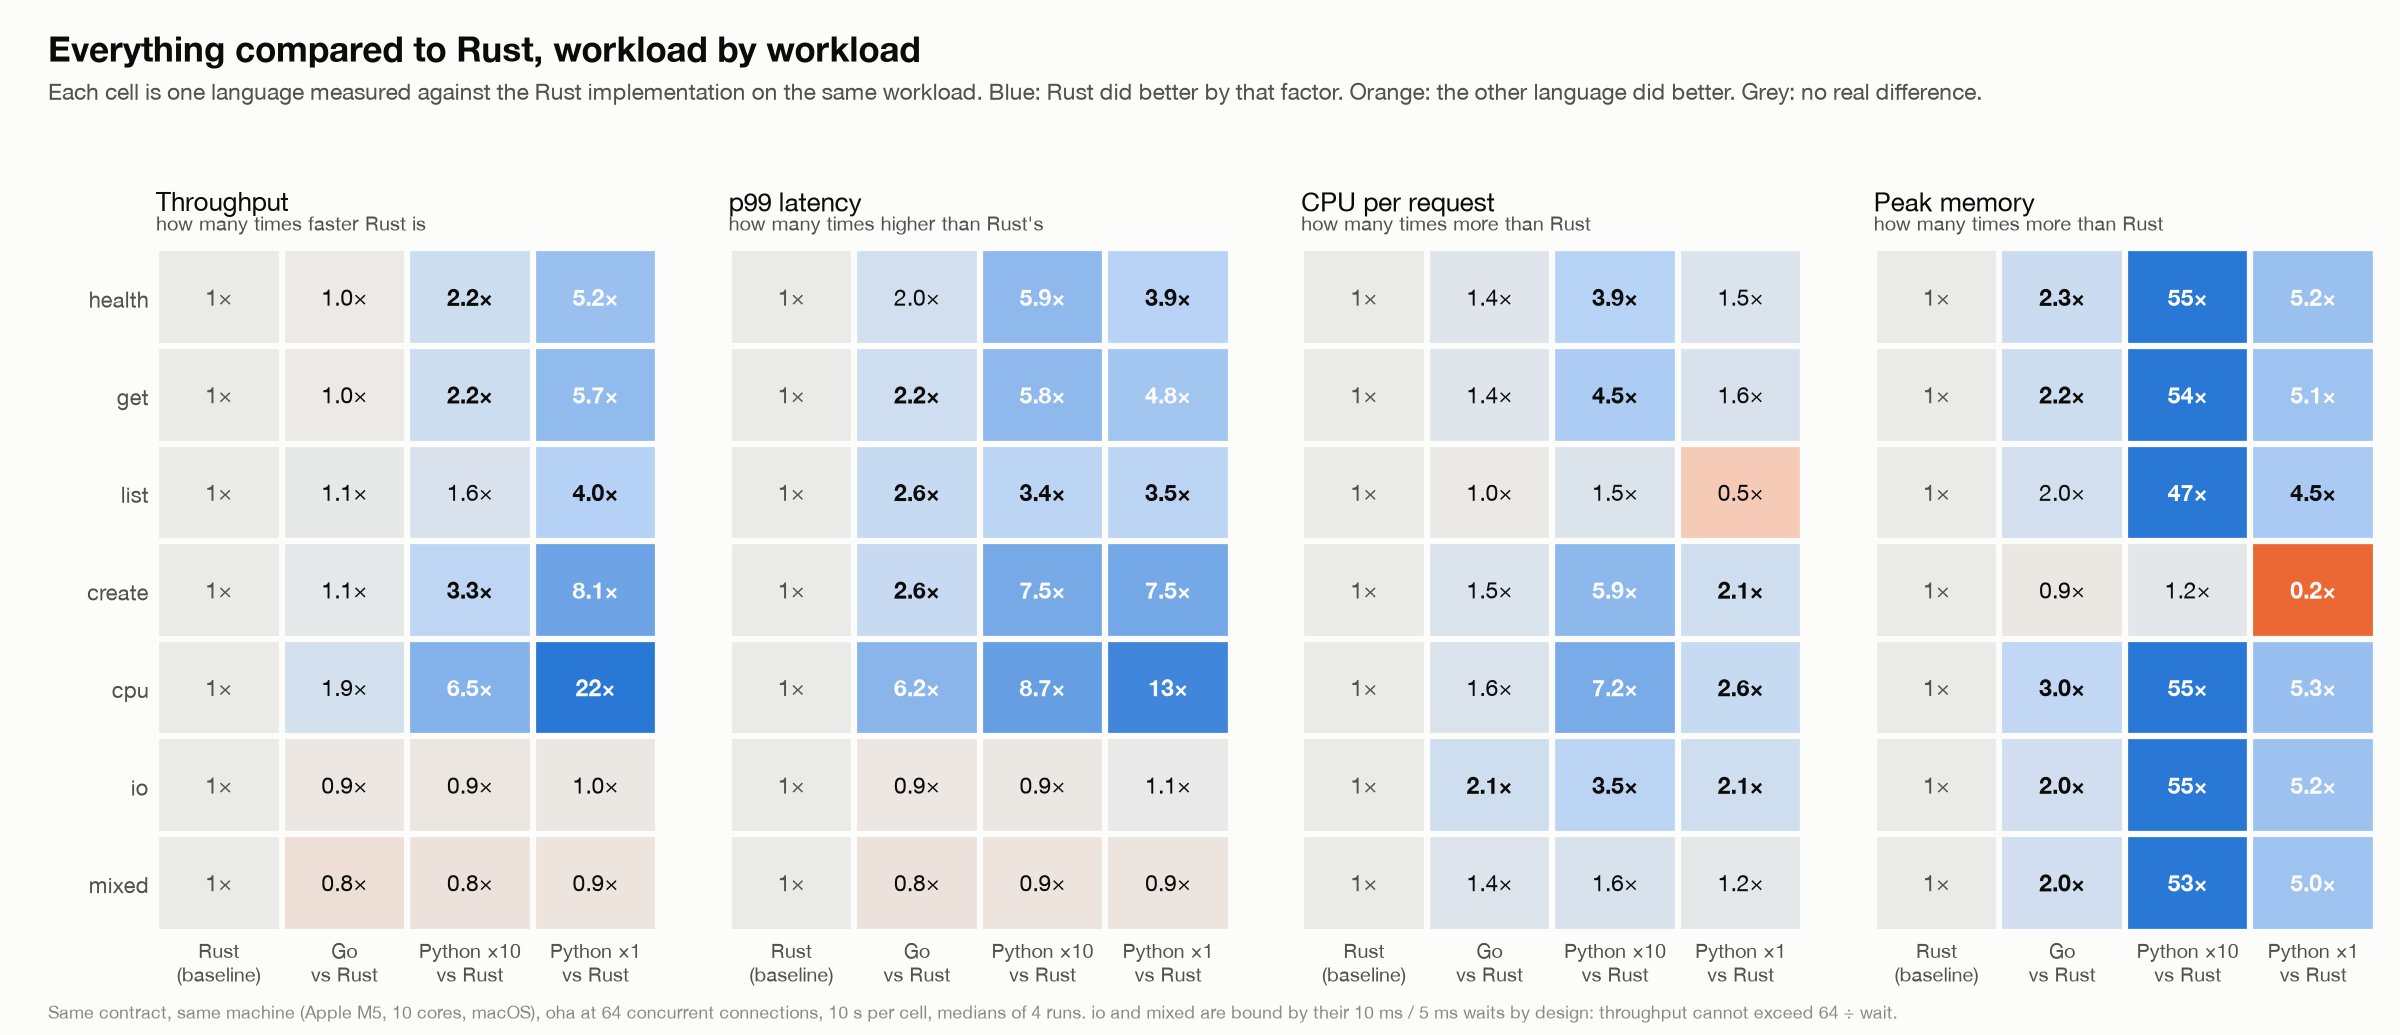 Everything compared to Rust, workload by workload
Each cell is one language measured against the Rust implementation on the same workload. Blue: Rust did better by that factor. Orange: the other language did better. Grey: no real difference.
Throughput
how many times faster Rust is
health 1× 1.0× 2.2× 5.2×
get 1× 1.0× 2.2× 5.7×
list 1× 1.1× 1.6× 4.0×
create 1× 1.1× 3.3× 8.1×
cpu 1× 1.9× 6.5× 22×
io 1× 0.9× 0.9× 1.0×
mixed 1× 0.8× 0.8× 0.9×
Rust Go Python ×10 Python ×1
(baseline) vs Rust vs Rust vs Rust
p99 latency
how many times higher than Rust's
1× 2.0× 5.9× 3.9×
1× 2.2× 5.8× 4.8×
1× 2.6× 3.4× 3.5×
1× 2.6× 7.5× 7.5×
1× 6.2× 8.7× 13×
1× 0.9× 0.9× 1.1×
1× 0.8× 0.9× 0.9×
Rust Go Python ×10 Python ×1
(baseline) vs Rust vs Rust vs Rust
CPU per request
how many times more than Rust
1× 1.4× 3.9× 1.5×
1× 1.4× 4.5× 1.6×
1× 1.0× 1.5× 0.5×
1× 1.5× 5.9× 2.1×
1× 1.6× 7.2× 2.6×
1× 2.1× 3.5× 2.1×
1× 1.4× 1.6× 1.2×
Rust Go Python ×10 Python ×1
(baseline) vs Rust vs Rust vs Rust
Peak memory
how many times more than Rust
1× 2.3× 55× 5.2×
1× 2.2× 54× 5.1×
1× 2.0× 47× 4.5×
1× 0.9× 1.2× 0.2×
1× 3.0× 55× 5.3×
1× 2.0× 55× 5.2×
1× 2.0× 53× 5.0×
Rust Go Python ×10 Python ×1
(baseline) vs Rust vs Rust vs Rust
Same contract, same machine (Apple M5, 10 cores, macOS), oha at 64 concurrent connections, 10 s per cell, medians of 4 runs. io and mixed are bound by their 10 ms / 5 ms waits by design: throughput cannot exceed 64 ÷ wait.